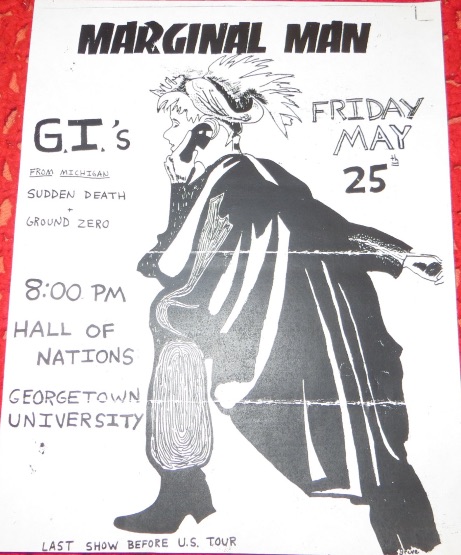 MARGINAL MAN
G.I.'s
FROM MICHIGAN
SUDDEN DEATH
+
GROUND ZERO
FRIDAY
MAY
25th
8:00 PM
HALL OF
NATIONS
GEORGETOWN
UNIVERSITY
LAST SHOW BEFORE U.S. TOUR